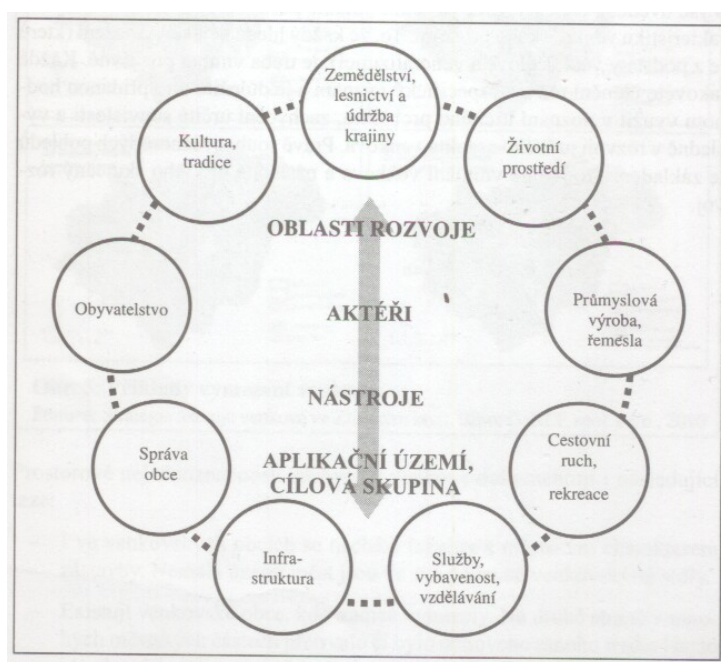 Zemědělství,
lesnictví a
údržba
krajiny
Kultura,
tradice
Životní
prostředí
OBLASTI ROZVOJE
Obyvatelstvo
AKTÉŘI
Průmyslová
výroba,
řemesla
NÁSTROJE
Správa
obce
APLIKAČNÍ ÚZEMÍ,
CÍLOVÁ SKUPINA
Cestovní
ruch,
rekreace
Infra-
struktura
Služby,
vybavenost,
vzdělávání